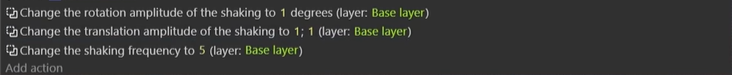 Change the rotation amplitude of the shaking to 1 degrees (layer: Base layer)
Change the translation amplitude of the shaking to 1; 1 (layer: Base layer)
Change the shaking frequency to 5 (layer: Base layer)
Add action